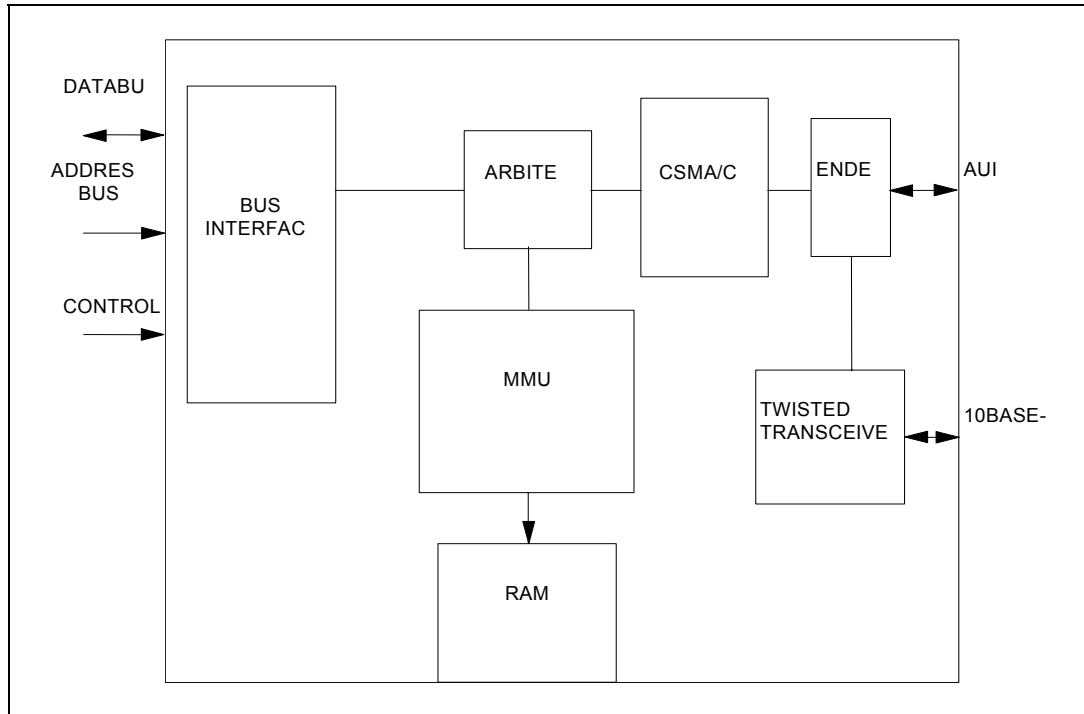 DATABU
ADDRES
BUS
CONTROL
BUS
INTERFAC
ARBITE
CSMA/C
ENDE
AUI
MMU
TWISTED
TRANSCEIVE
10BASE-
RAM